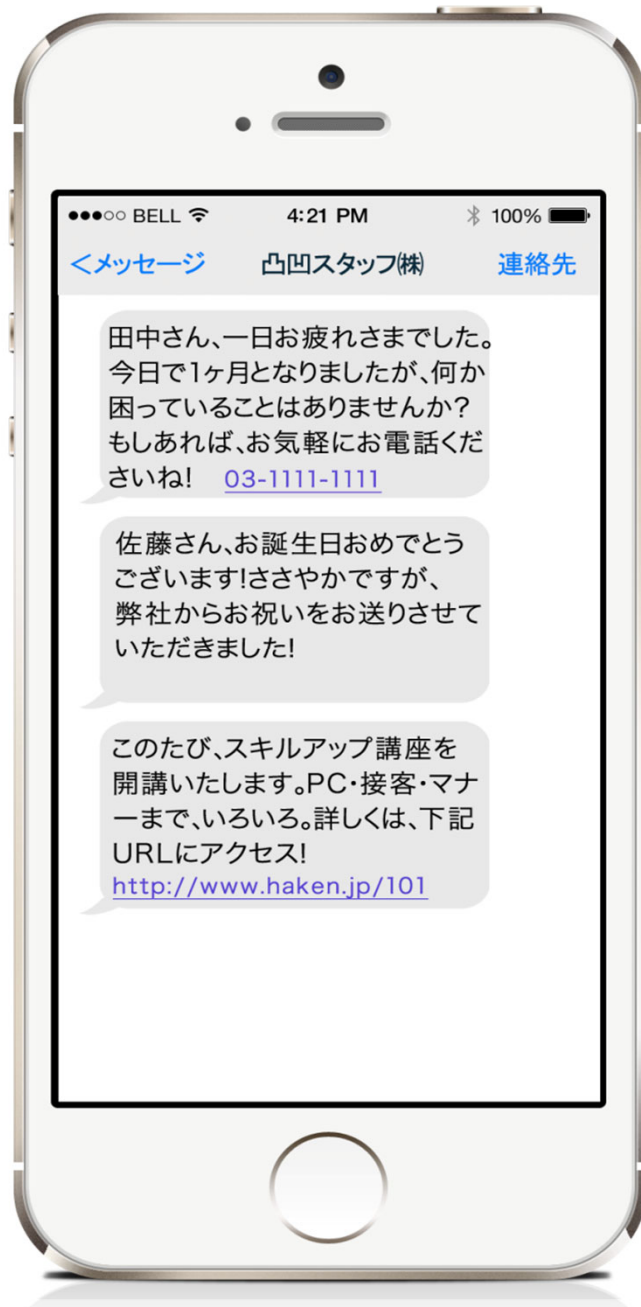 ●●●○○ BELL 4:21 PM 100%
<メッセージ 凸凹スタッフ㈱ 連絡先
田中さん、一日お疲れさまでした。
今日で1ヶ月となりましたが、何か
困っていることはありませんか?
もしあれば、お気軽にお電話くだ
さいね! 03-1111-1111
佐藤さん、お誕生日おめでとう
ございます!ささやかですが、
弊社からお祝いをお送りさせて
いただきました!
このたび、スキルアップ講座を
開講いたします。PC・接客・マナ
ーまで、いろいろ。詳しくは、下記
URLにアクセス!
http://www.haken.jp/101